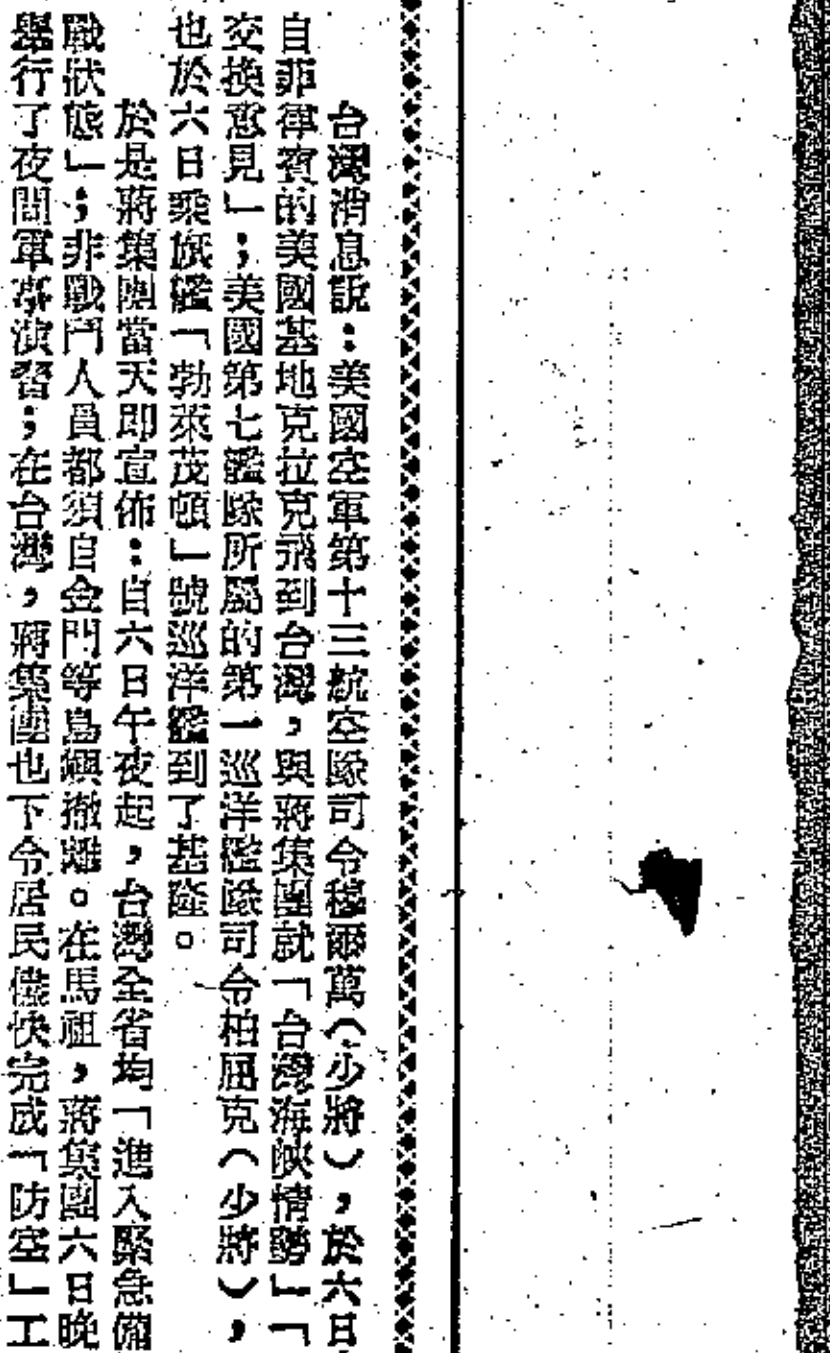 台灣消息說：美國空軍第十三航空隊司令穆爾萬（少將），於六日
自菲律賓的美國基地克拉克飛到台灣，與蔣集團就「台灣海峽情勢」「
交換意見」；美國第七艦隊所屬的第一巡洋艦隊司令柏屈克（少將），
也於六日乘旗艦「勃萊茂頓」號巡洋艦到了基隆。
於是蔣集團當天即宣佈：自六日午夜起，台灣全省均「進入緊急備
戰狀態」；非戰鬥人員都須自金門等島嶼撤離。在馬祖，蔣集團六日晚
舉行了夜間軍事演習；在台灣，蔣集團也下令居民儘快完成「防空」工